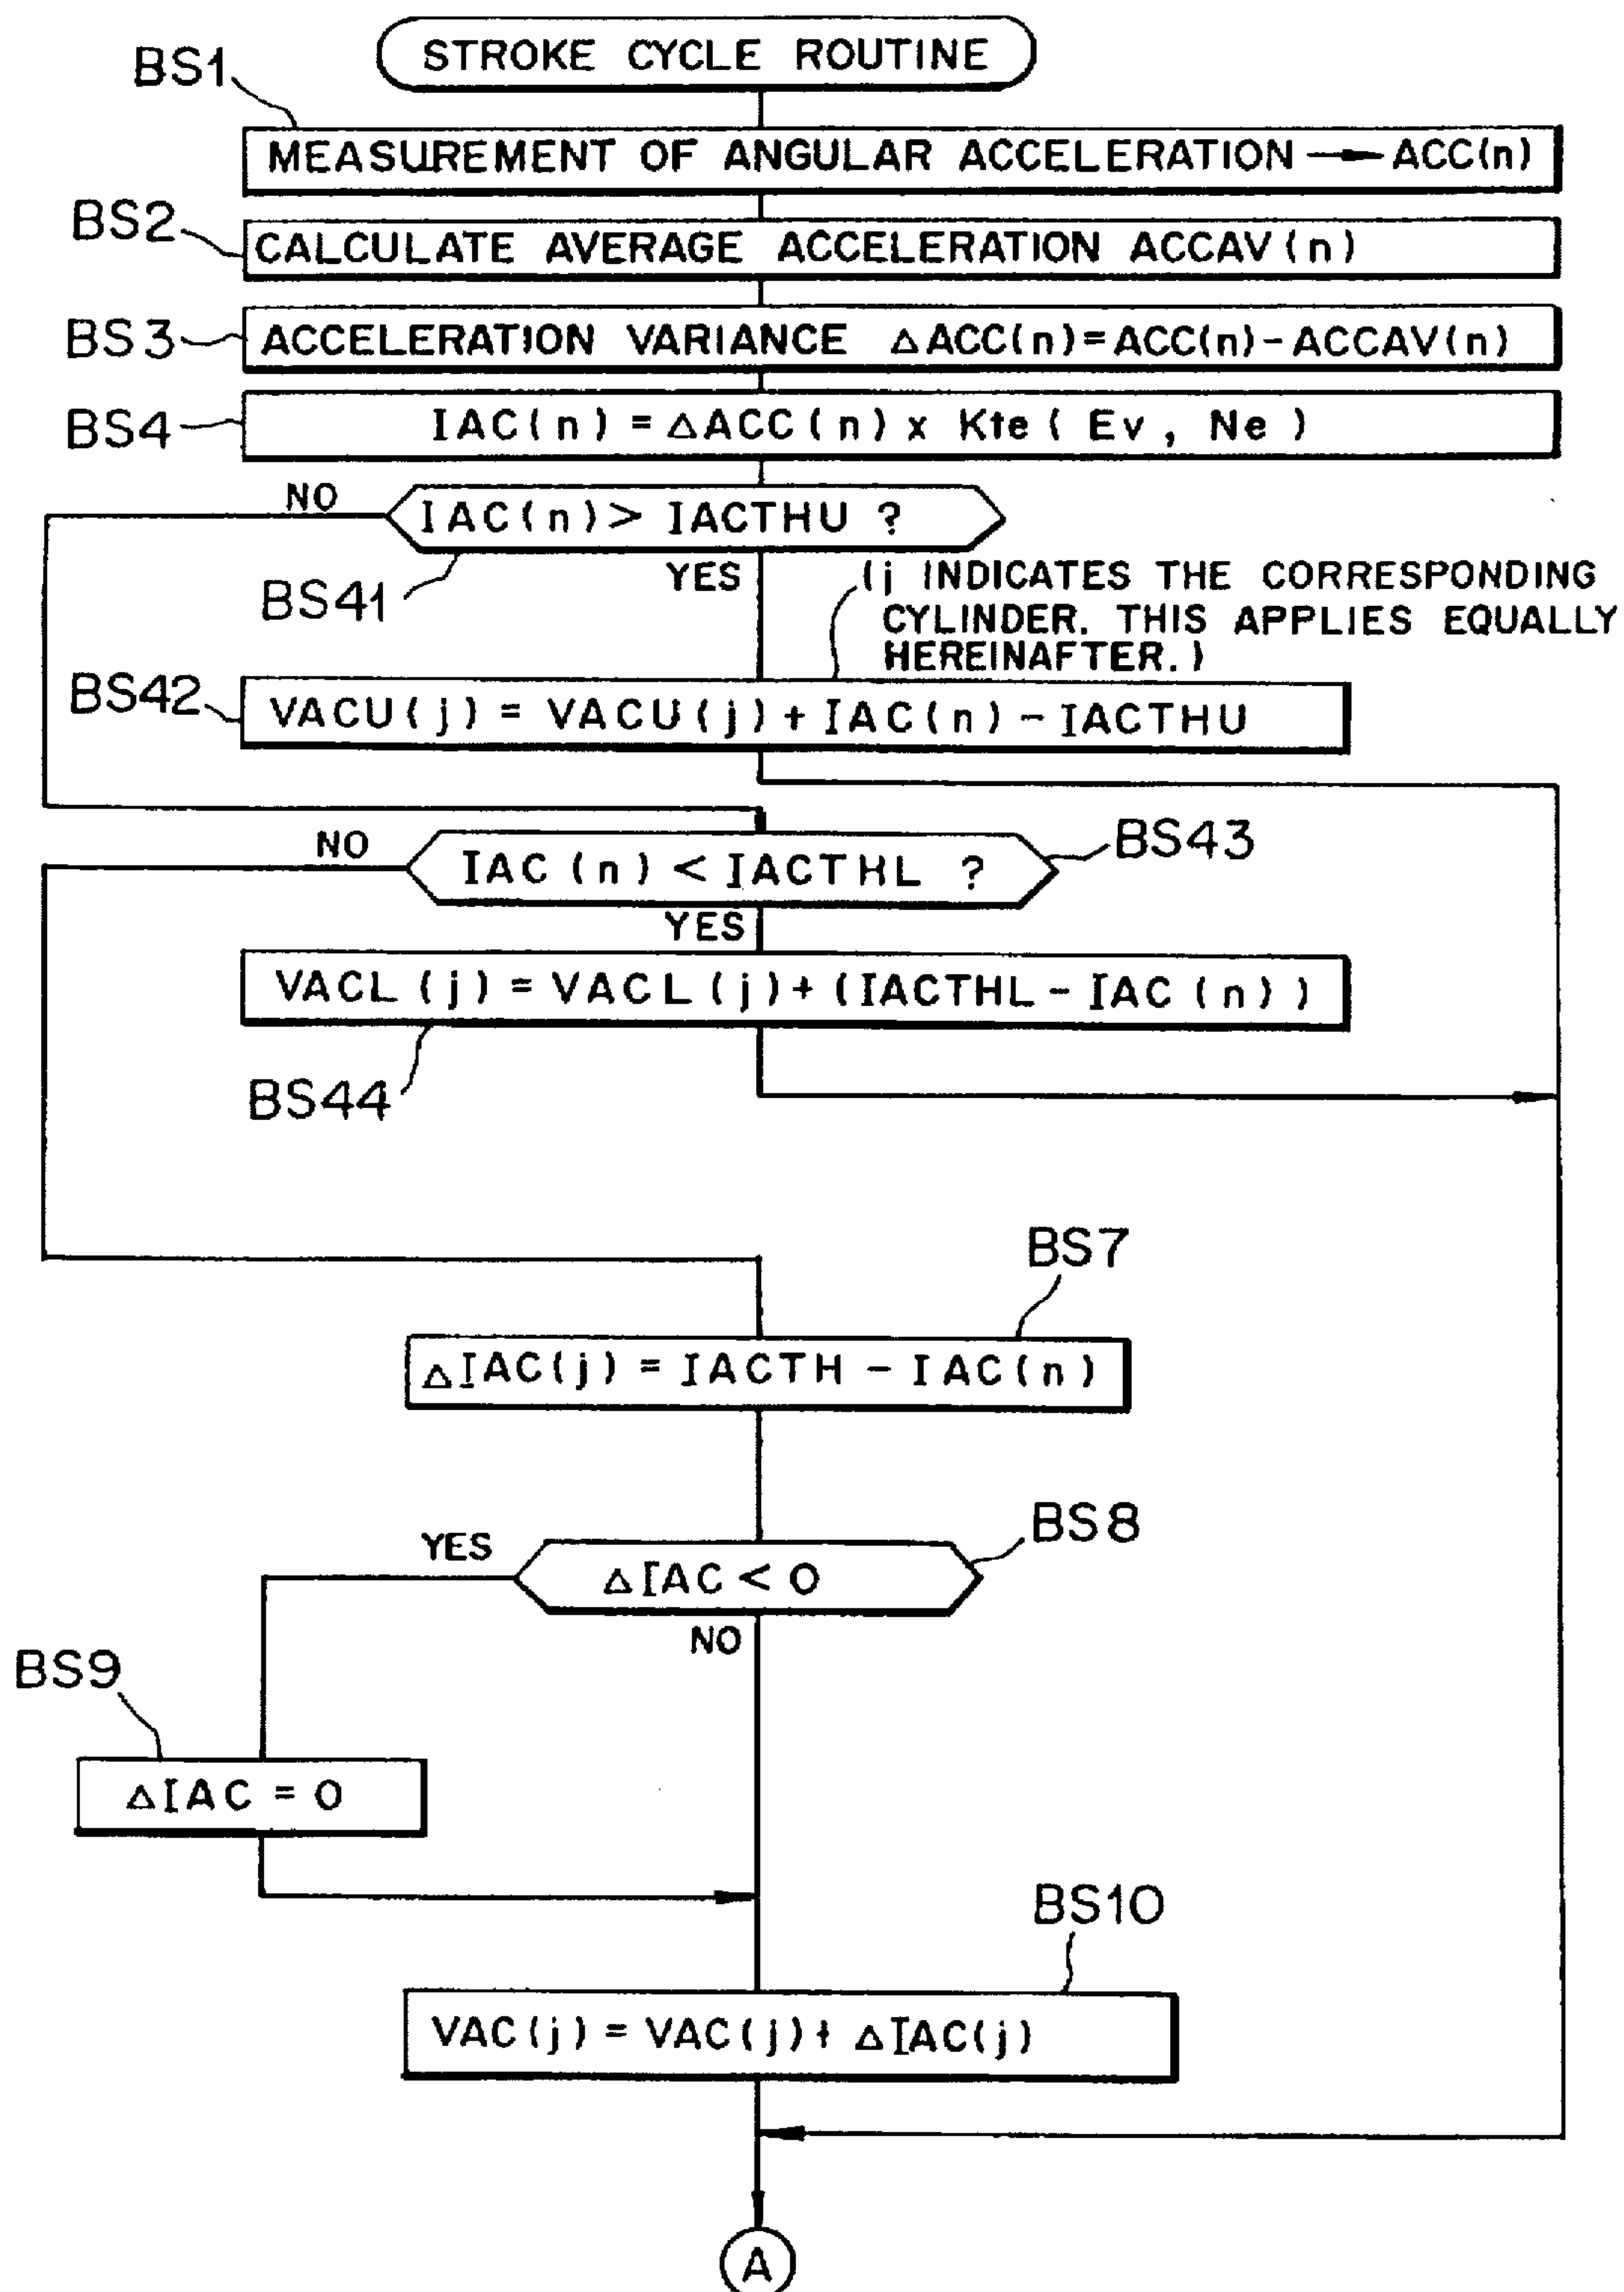 STROKE CYCLE ROUTINE
BS1
MEASUREMENT OF ANGULAR ACCELERATION → ACC(n)
BS2
CALCULATE AVERAGE ACCELERATION ACCAV(n)
BS3
ACCELERATION VARIANCE ΔACC(n)=ACC(n)-ACCAV(n)
BS4
IAC(n) = ΔACC(n) x Kte ( Ev , Ne )
NO
IAC(n) > IACTHU ?
BS41
YES
(j INDICATES THE CORRESPONDING
CYLINDER. THIS APPLIES EQUALLY
HEREINAFTER.)
BS42
VACU(j) = VACU(j) + IAC(n) - IACTHU
NO
IAC (n) < IACTHL ?
BS43
YES
VACL (j) = VACL(j) + (IACTHL - IAC (n) )
BS44
BS7
ΔIAC(j) = IACTH - IAC(n)
YES
ΔIAC < 0
BS8
NO
BS9
ΔIAC = 0
BS10
VAC(j) = VAC(j) + ΔIAC(j)
A